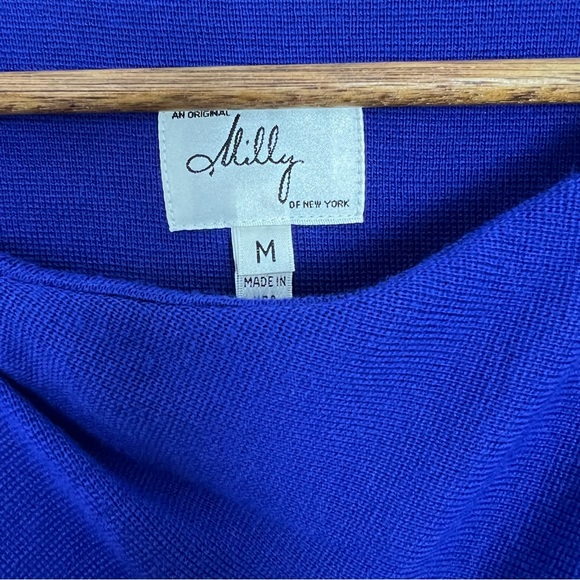 AN ORIGINAL
Milly
OF NEW YORK
M
MADE IN